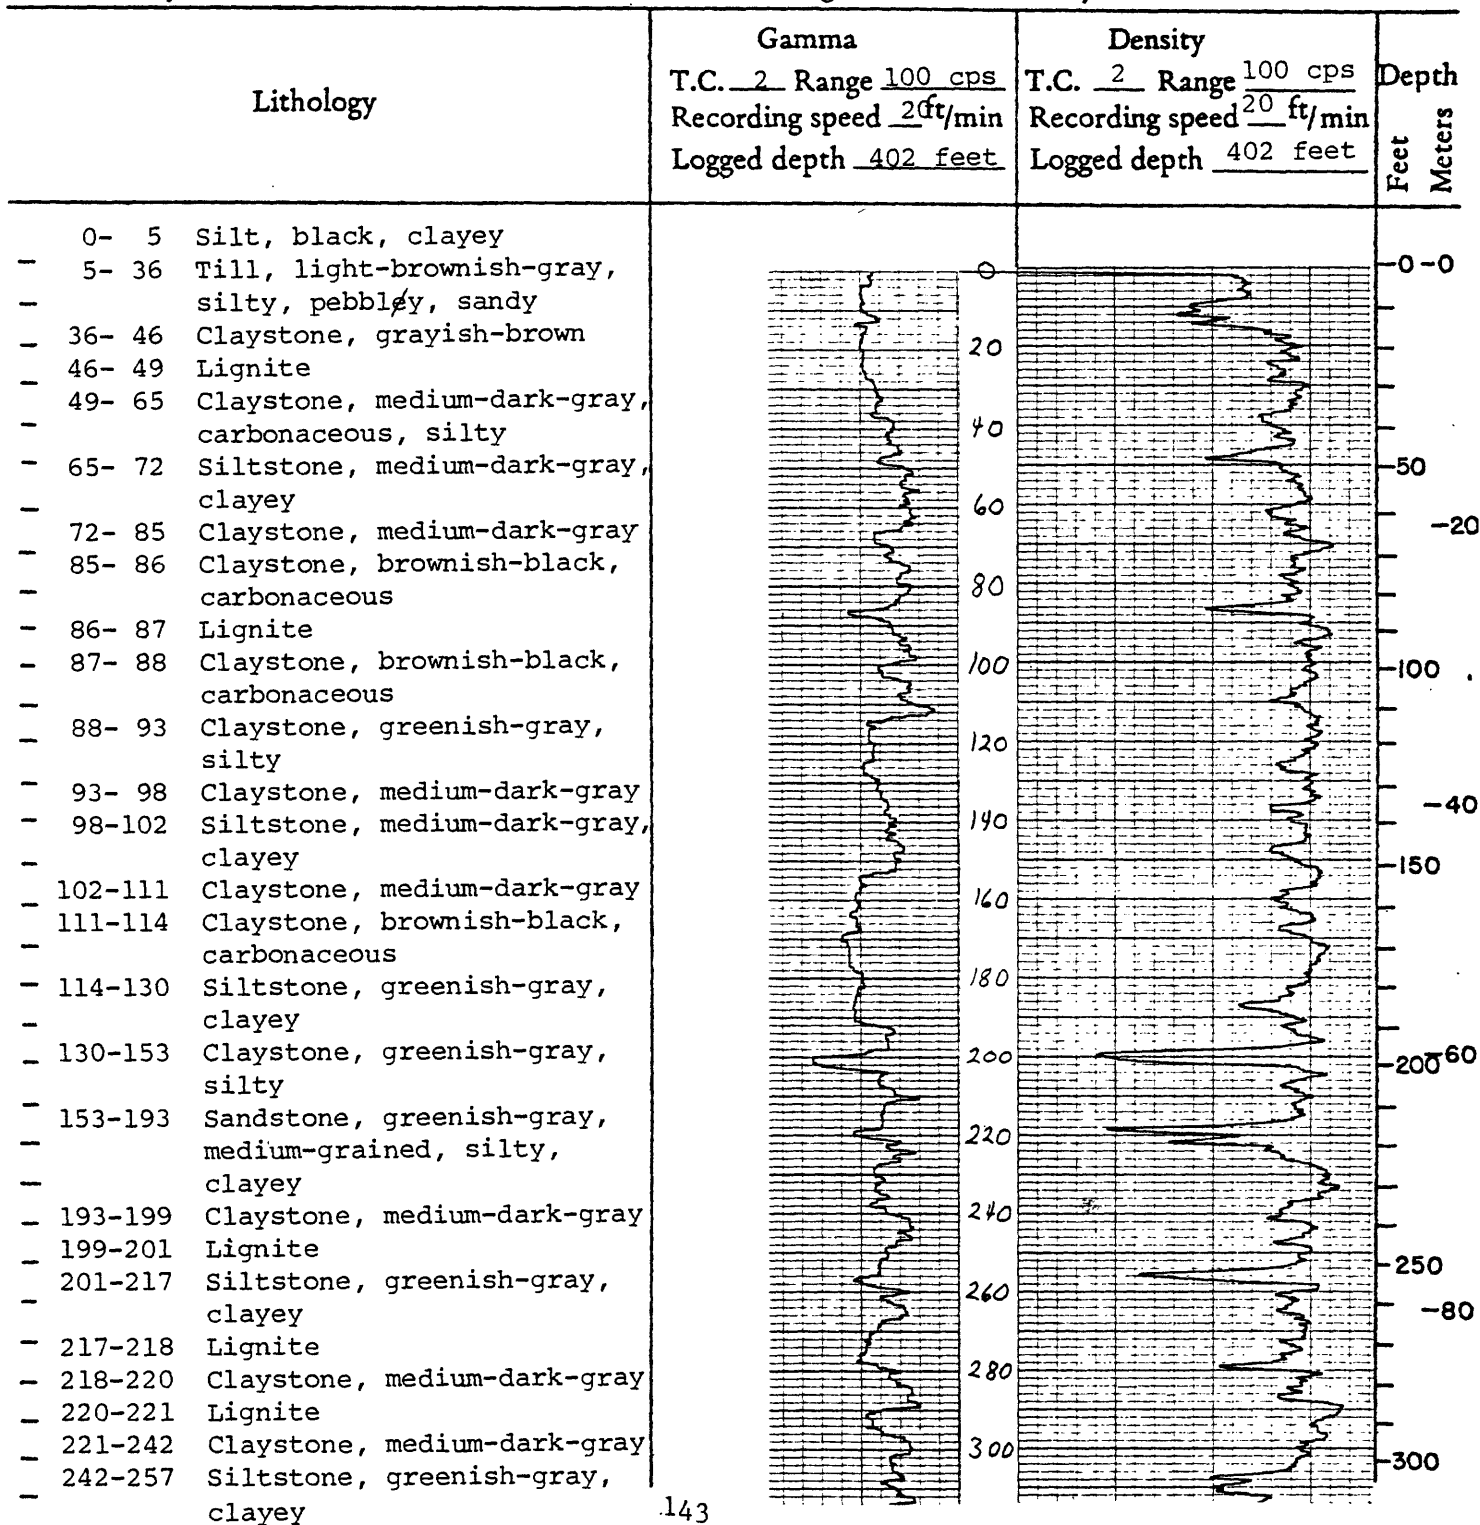 Lithology
Gamma
T.C. 2 Range 100 cps
Recording speed 20ft/min
Logged depth 402 feet
Density
T.C. 2 Range 100 cps
Recording speed 20 ft/min
Logged depth 402 feet
Depth
Feet
Meters
0- 5 Silt, black, clayey
5- 36 Till, light-brownish-gray,
silty, pebbley, sandy
36- 46 Claystone, grayish-brown
46- 49 Lignite
49- 65 Claystone, medium-dark-gray,
carbonaceous, silty
65- 72 Siltstone, medium-dark-gray,
clayey
72- 85 Claystone, medium-dark-gray
85- 86 Claystone, brownish-black,
carbonaceous
86- 87 Lignite
87- 88 Claystone, brownish-black,
carbonaceous
88- 93 Claystone, greenish-gray,
silty
93- 98 Claystone, medium-dark-gray
98-102 Siltstone, medium-dark-gray,
clayey
102-111 Claystone, medium-dark-gray
111-114 Claystone, brownish-black,
carbonaceous
114-130 Siltstone, greenish-gray,
clayey
130-153 Claystone, greenish-gray,
silty
153-193 Sandstone, greenish-gray,
medium-grained, silty,
clayey
193-199 Claystone, medium-dark-gray
199-201 Lignite
201-217 Siltstone, greenish-gray,
clayey
217-218 Lignite
218-220 Claystone, medium-dark-gray
220-221 Lignite
221-242 Claystone, medium-dark-gray
242-257 Siltstone, greenish-gray,
clayey
0
20
40
60
80
100
120
140
160
180
200
220
240
260
280
300
-0 -0
-50
-20
-100
-40
-150
-200 -60
-250
-80
-300
143